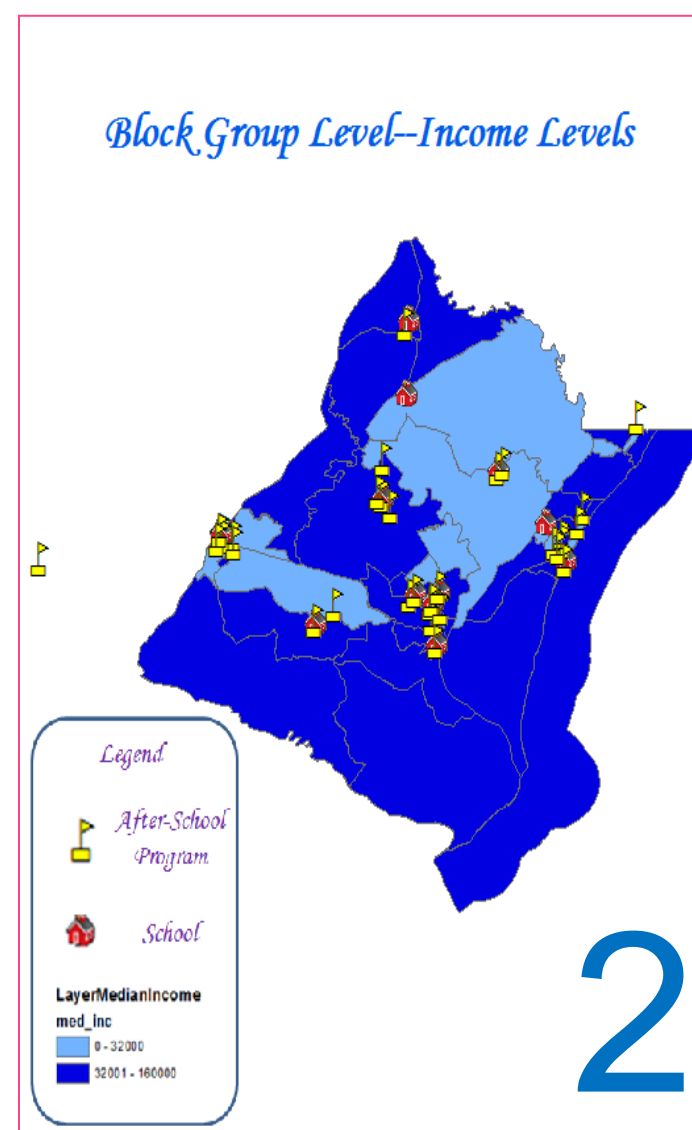 Block Group Level--Income Levels
Legend
After-School
Program
School
LayerMedianIncome
med_inc
0 - 32000
32001 - 160000
2